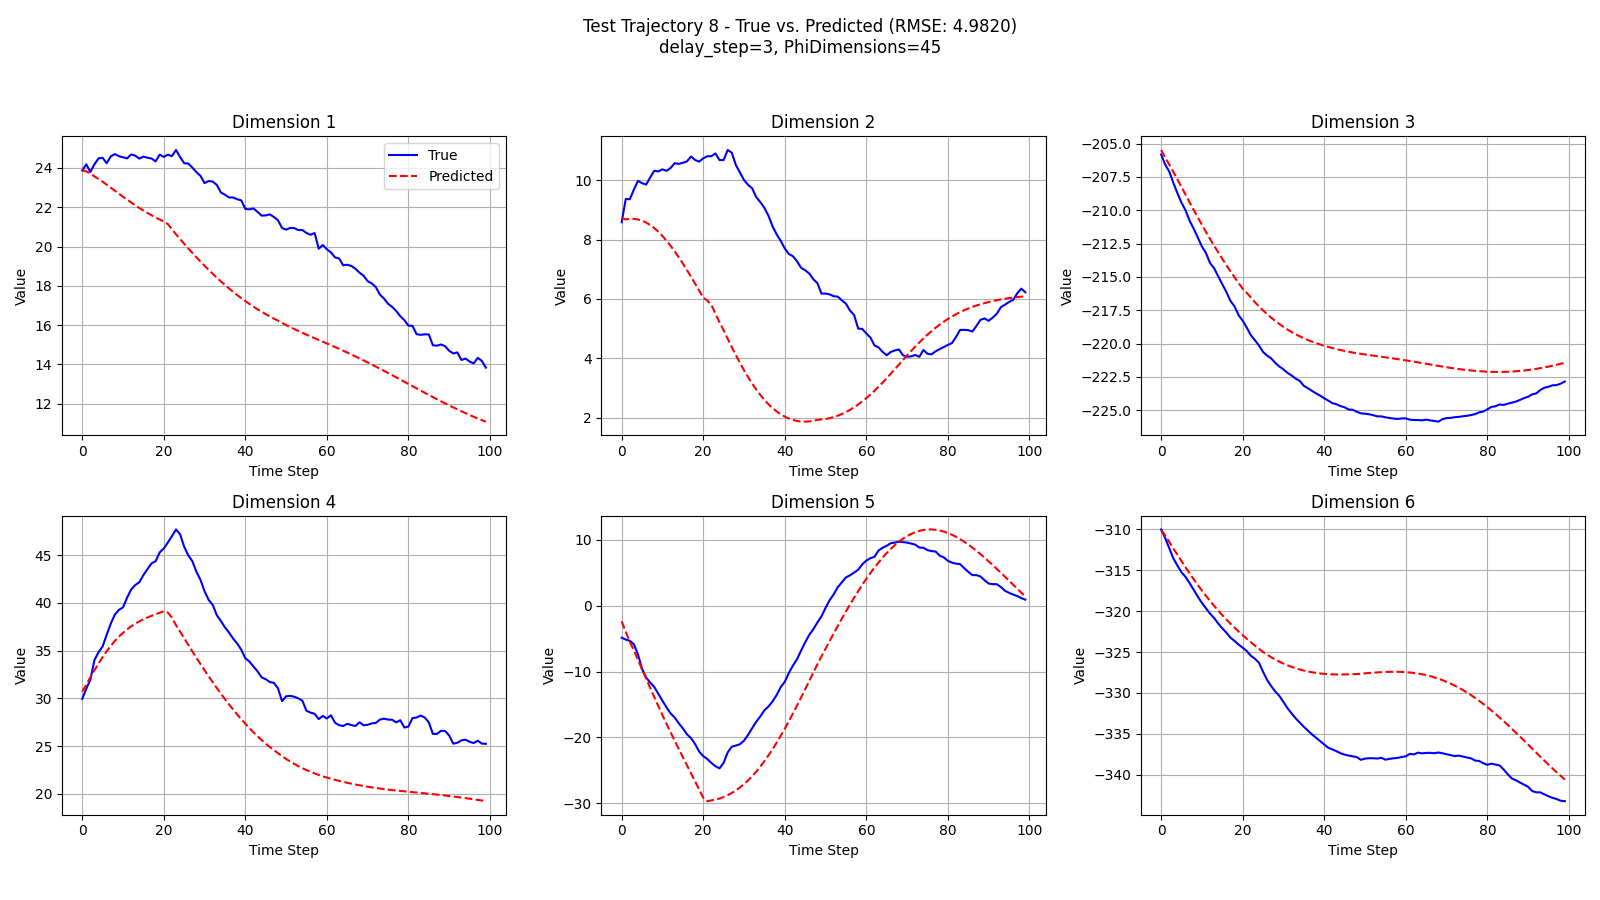 Test Trajectory 8 - True vs. Predicted (RMSE: 4.9820)
delay_step=3, PhiDimensions=45
Dimension 1
Value
24
22
20
18
16
14
12
0 20 40 60 80 100
Time Step
True
Predicted
Dimension 2
Value
10
8
6
4
2
0 20 40 60 80 100
Time Step
Dimension 3
Value
−205.0
−207.5
−210.0
−212.5
−215.0
−217.5
−220.0
−222.5
−225.0
0 20 40 60 80 100
Time Step
Dimension 4
Value
45
40
35
30
25
20
0 20 40 60 80 100
Time Step
Dimension 5
Value
10
0
−10
−20
−30
0 20 40 60 80 100
Time Step
Dimension 6
Value
−310
−315
−320
−325
−330
−335
−340
0 20 40 60 80 100
Time Step